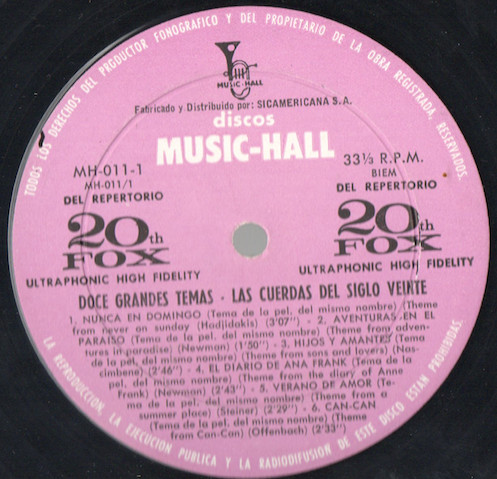 TODOS LOS DERECHOS DEL PRODUCTOR FONOGRAFICO Y DEL PROPIETARIO DE LA OBRA REGISTRADA, RESERVADOS.
MUSIC-HALL
Fabricado y Distribuido por: SICAMERICANA S.A.
discos
MUSIC-HALL
MH-011-1
MH-011/1
DEL REPERTORIO
20th
FOX
ULTRAPHONIC HIGH FIDELITY
33⅓ R.P.M.
BIEM
DEL REPERTORIO
20th
FOX
ULTRAPHONIC HIGH FIDELITY
DOCE GRANDES TEMAS - LAS CUERDAS DEL SIGLO VEINTE
1. NUNCA EN DOMINGO (Tema de la pel. del mismo nombre) (Theme
from never on sunday (Hadjidakis) (3'07") - 2. AVENTURAS EN EL
PARAISO (Tema de la pel. del mismo nombre) (Theme from adven-
tures in paradise) (Newman) (1'50") - 3. HIJOS Y AMANTES (Tema
de la pel. del mismo nombre) (Theme from sons and lovers) (Nas-
cimbene) (2'46") - 4. EL DIARIO DE ANA FRANK (Tema de la
pel. del mismo nombre) (Theme from the diary of Anne
Frank) (Newman) (2'43") - 5. VERANO DE AMOR (Te-
ma de la pel. del mismo nombre) (Theme from a
summer place) (Steiner) (2'29") - 6. CAN-CAN
(Tema de la pel. del mismo nombre) (Theme
from Can-Can) (Offenbach) (2'33")
LA REPRODUCCION, LA EJECUCION PUBLICA Y LA RADIODIFUSION DE ESTE DISCO ESTAN PROHIBIDAS.